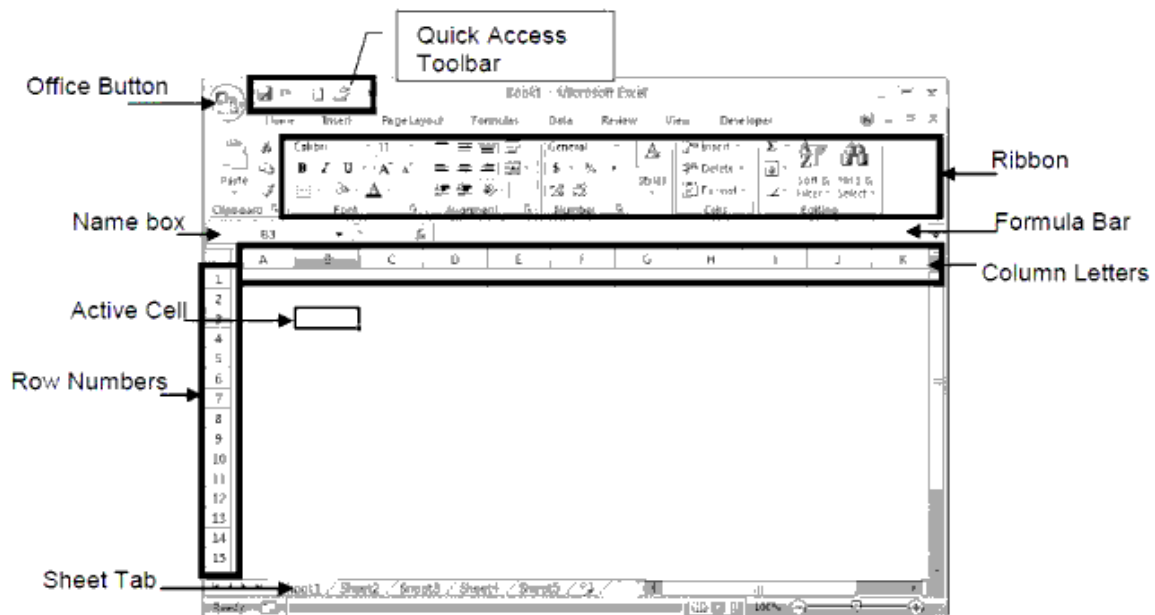 Quick Access
Toolbar
Office Button
Book1 - Microsoft Excel
Home Insert Page Layout Formulas Data Review View Developer
Calibri 11 General Insert
B I U A A $ % Delete
Paste A Format Sort & Find &
Filter Select
Clipboard Font Alignment Number Cells Editing
Ribbon
Name box
B3
Formula Bar
A B C D E F G H I J K
Column Letters
1
2
Active Cell
3
4
5
Row Numbers
6
7
8
9
10
11
12
13
14
15
Sheet Tab
Sheet2 Sheet3 Sheet4 Sheet5
Ready 100%